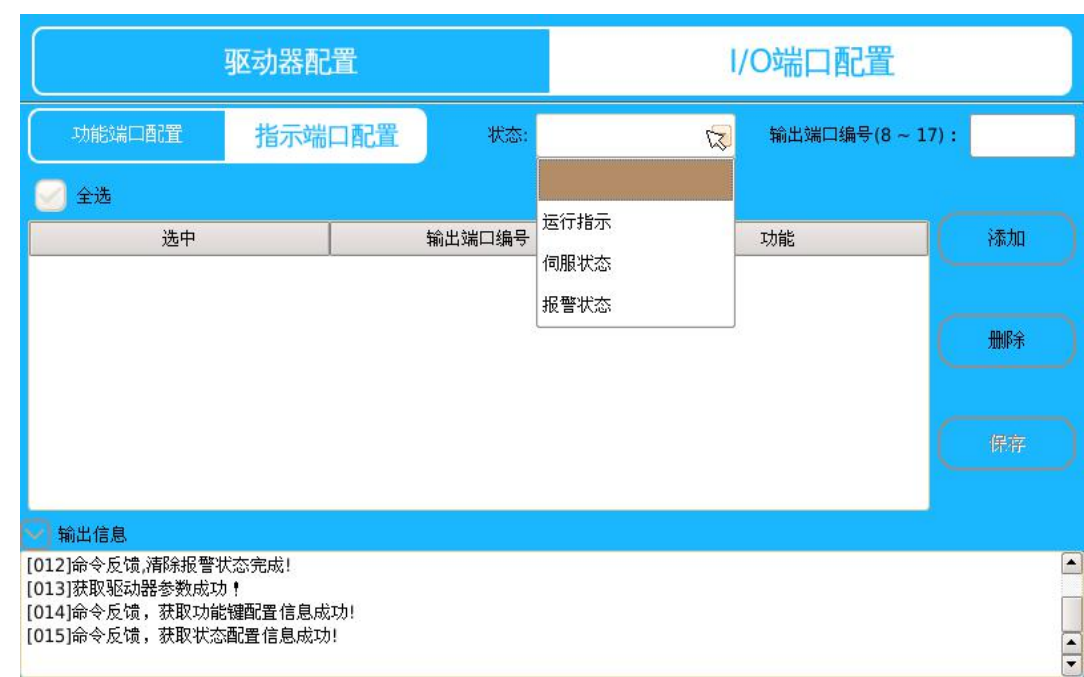 驱动器配置 I/O端口配置
功能端口配置 指示端口配置 状态: 输出端口编号(8 ~ 17) :
全选
选中 输出端口编号 功能 添加
运行指示
伺服状态
报警状态
删除
保存
输出信息
[012]命令反馈,清除报警状态完成!
[013]获取驱动器参数成功！
[014]命令反馈，获取功能键配置信息成功!
[015]命令反馈，获取状态配置信息成功!